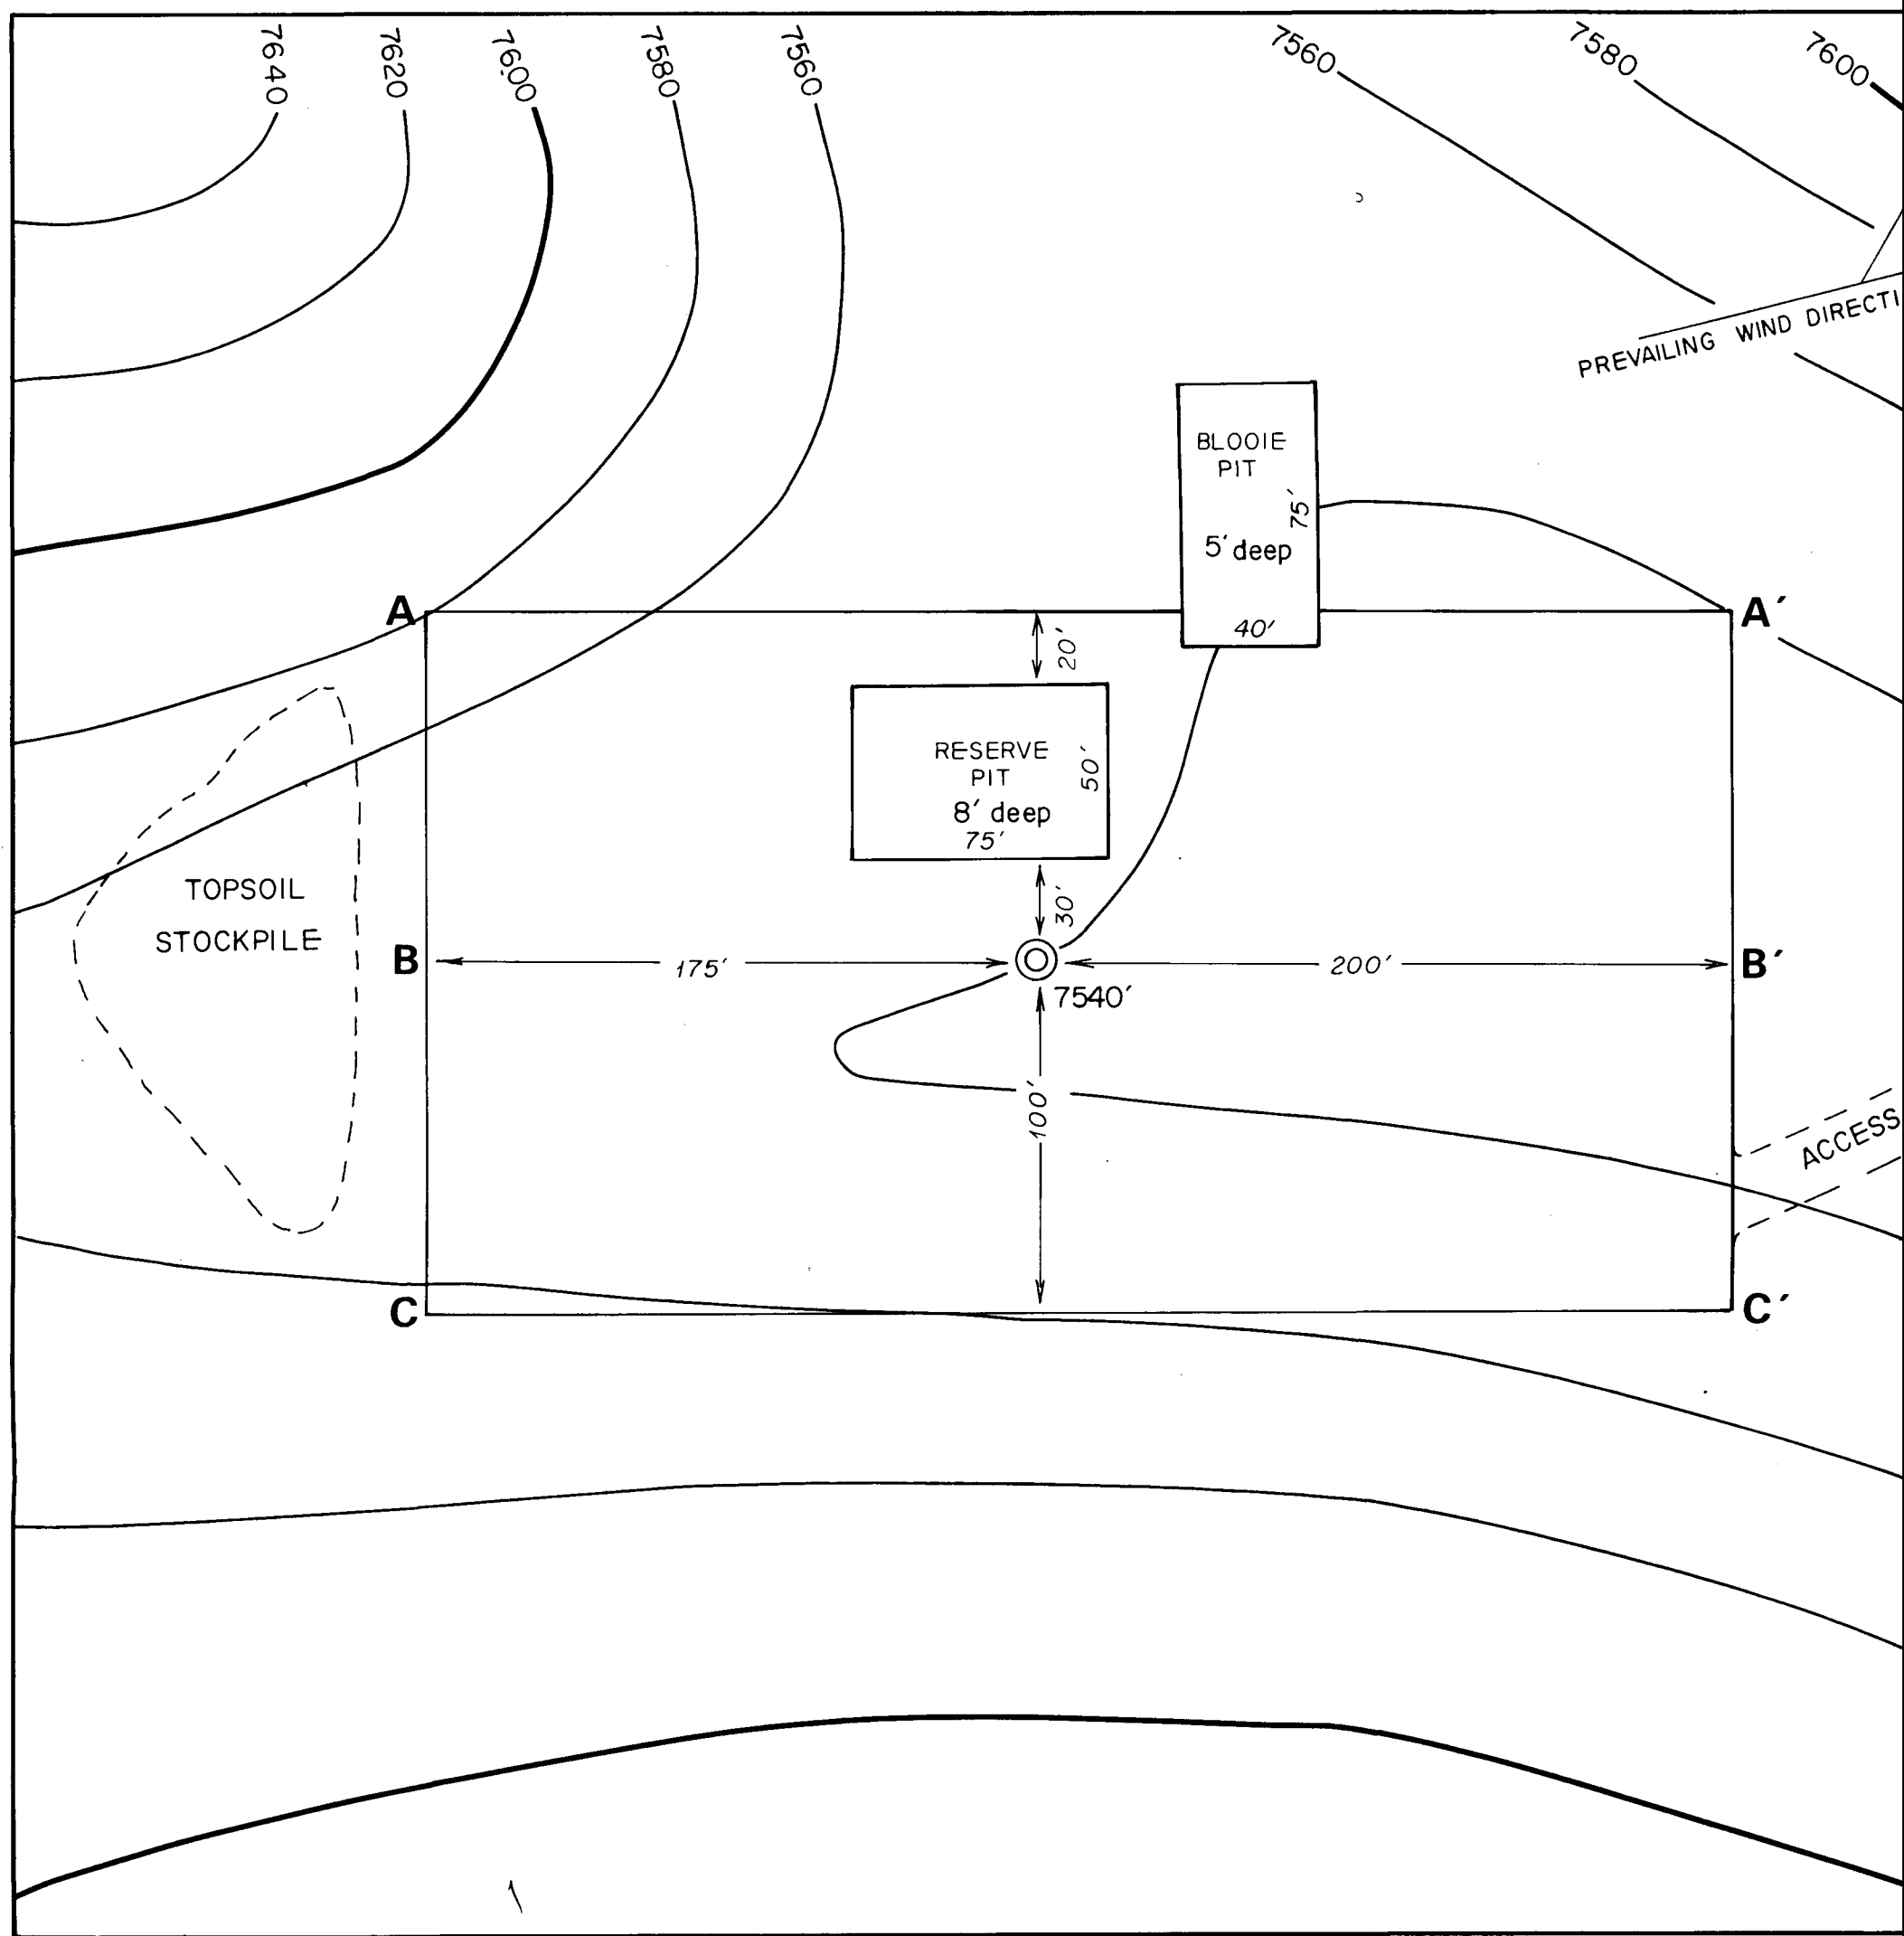 7640
7620
7600
7580
7560
7560
7580
7600
PREVAILING WIND DIRECTI
BLOOIE
PIT
75'
5' deep
40'
A
A'
20'
RESERVE
PIT
50'
8' deep
75'
TOPSOIL
STOCKPILE
30'
B
175'
200'
B'
7540'
100'
ACCESS
C
C'